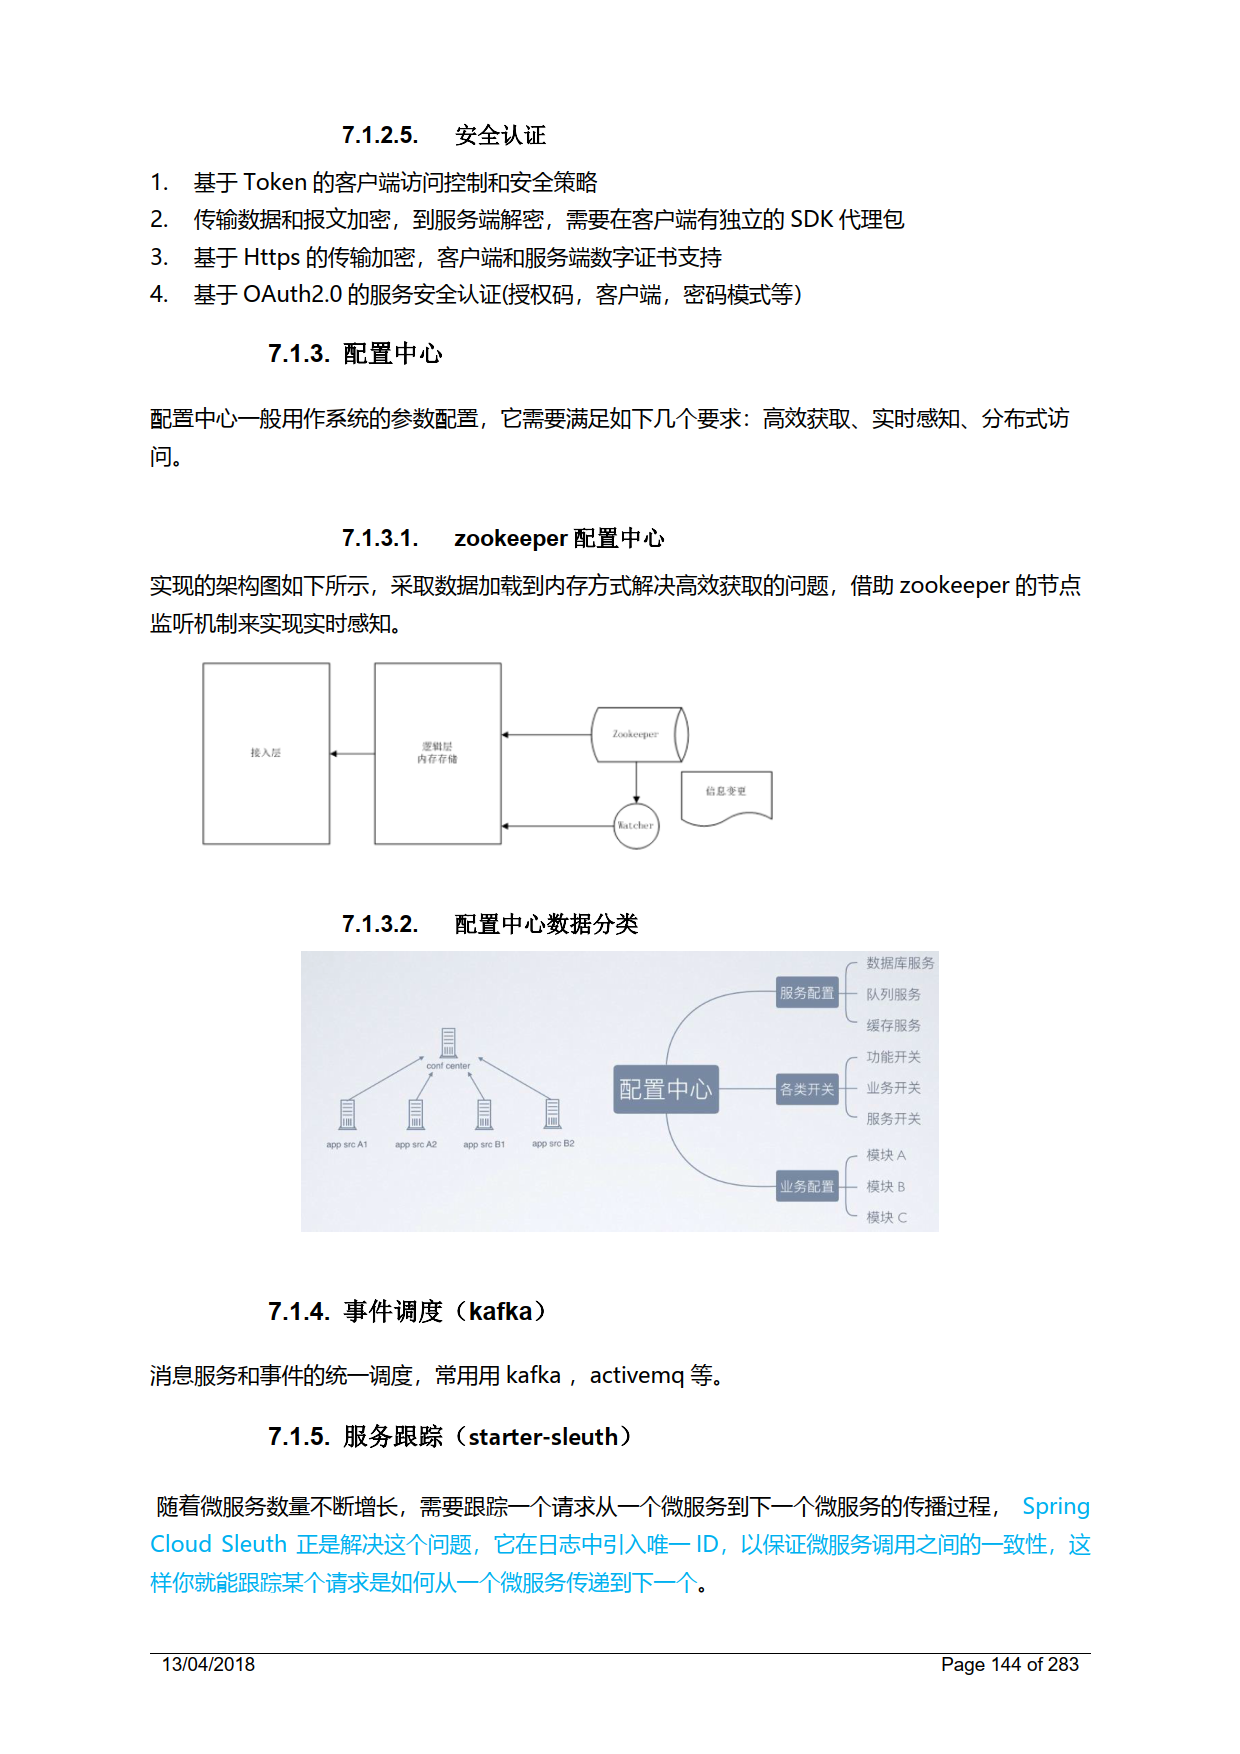 7.1.2.5. 安全认证
1. 基于 Token 的客户端访问控制和安全策略
2. 传输数据和报文加密，到服务端解密，需要在客户端有独立的 SDK 代理包
3. 基于 Https 的传输加密，客户端和服务端数字证书支持
4. 基于 OAuth2.0 的服务安全认证(授权码，客户端，密码模式等）
7.1.3. 配置中心
配置中心一般用作系统的参数配置，它需要满足如下几个要求：高效获取、实时感知、分布式访
问。
7.1.3.1. zookeeper 配置中心
实现的架构图如下所示，采取数据加载到内存方式解决高效获取的问题，借助 zookeeper 的节点
监听机制来实现实时感知。
接入层
逻辑层
内存存储
Zookeeper
信息变更
Watcher
7.1.3.2. 配置中心数据分类
conf center
app src A1
app src A2
app src B1
app src B2
配置中心
服务配置
数据库服务
队列服务
缓存服务
各类开关
功能开关
业务开关
服务开关
业务配置
模块 A
模块 B
模块 C
7.1.4. 事件调度（kafka）
消息服务和事件的统一调度，常用用 kafka ，activemq 等。
7.1.5. 服务跟踪（starter-sleuth）
随着微服务数量不断增长，需要跟踪一个请求从一个微服务到下一个微服务的传播过程， Spring
Cloud Sleuth 正是解决这个问题，它在日志中引入唯一 ID，以保证微服务调用之间的一致性，这
样你就能跟踪某个请求是如何从一个微服务传递到下一个。
13/04/2018 Page 144 of 283